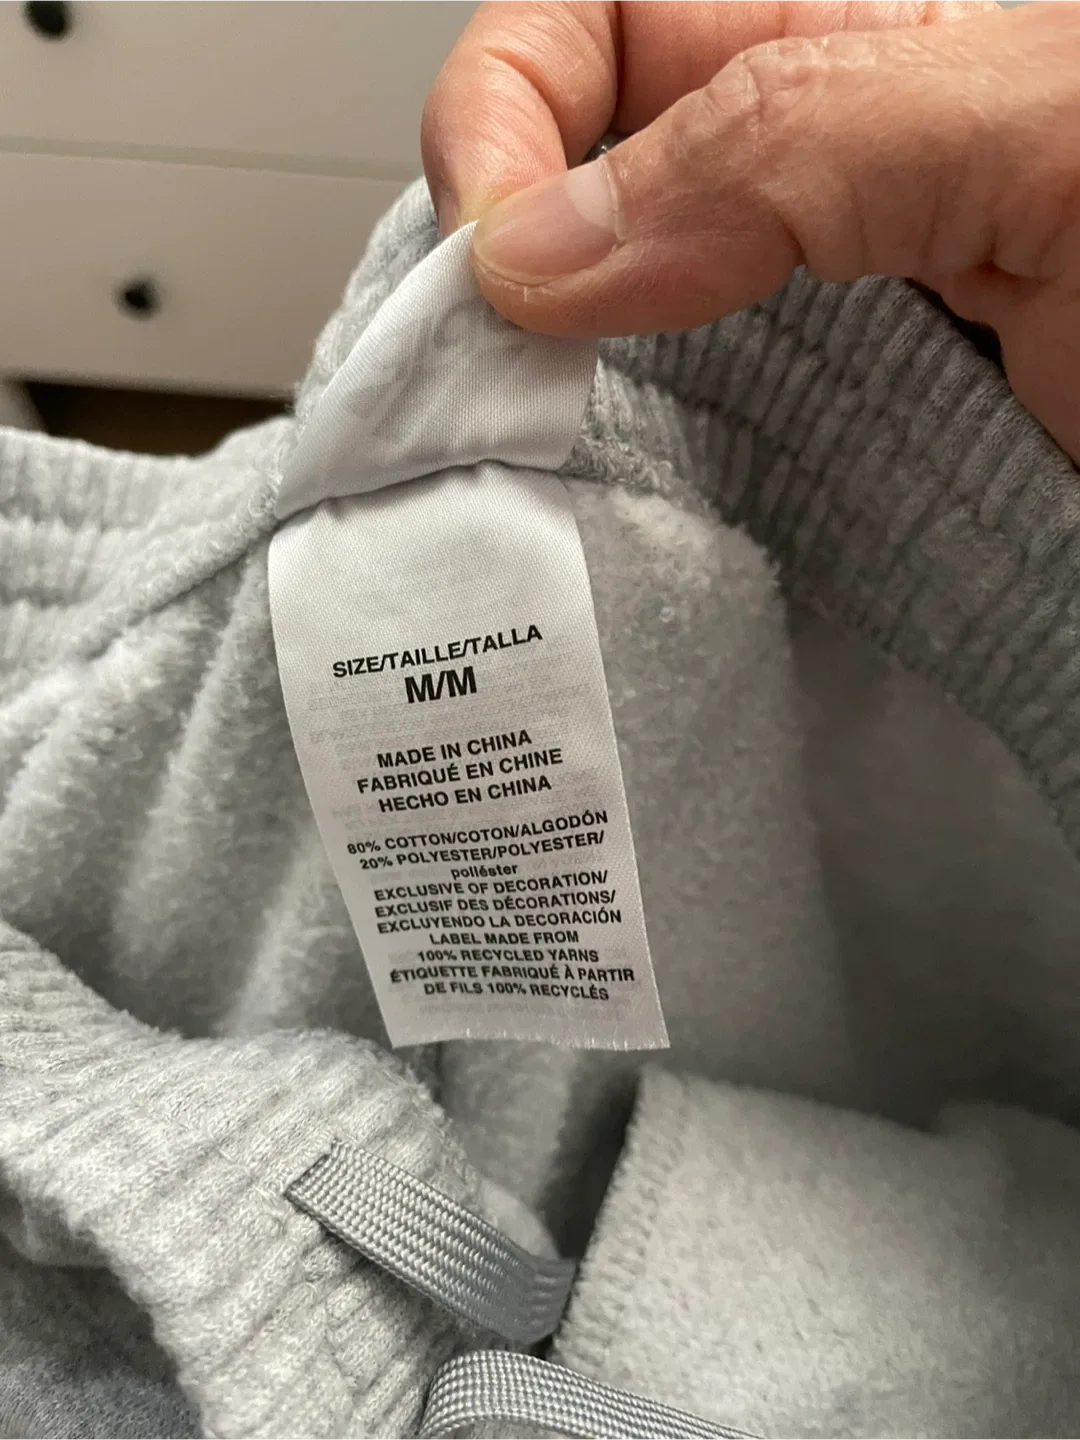 SIZE/TAILLE/TALLA
M/M
MADE IN CHINA
FABRIQUÉ EN CHINE
HECHO EN CHINA
80% COTTON/COTON/ALGODÓN
20% POLYESTER/POLYESTER/
poliéster
EXCLUSIVE OF DECORATION/
EXCLUSIF DES DÉCORATIONS/
EXCLUYENDO LA DECORACIÓN
LABEL MADE FROM
100% RECYCLED YARNS
ÉTIQUETTE FABRIQUÉ À PARTIR
DE FILS 100% RECYCLÉS